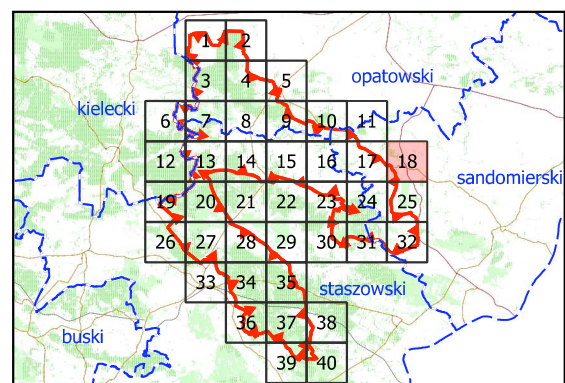 1 2
3 4 5
opatowski
kielecki
6 7 8 9 10 11
12 13 14 15 16 17 18
sandomierski
19 20 21 22 23 24 25
26 27 28 29 30 31 32
33 34 35
staszowski
36 37 38
buski
39 40